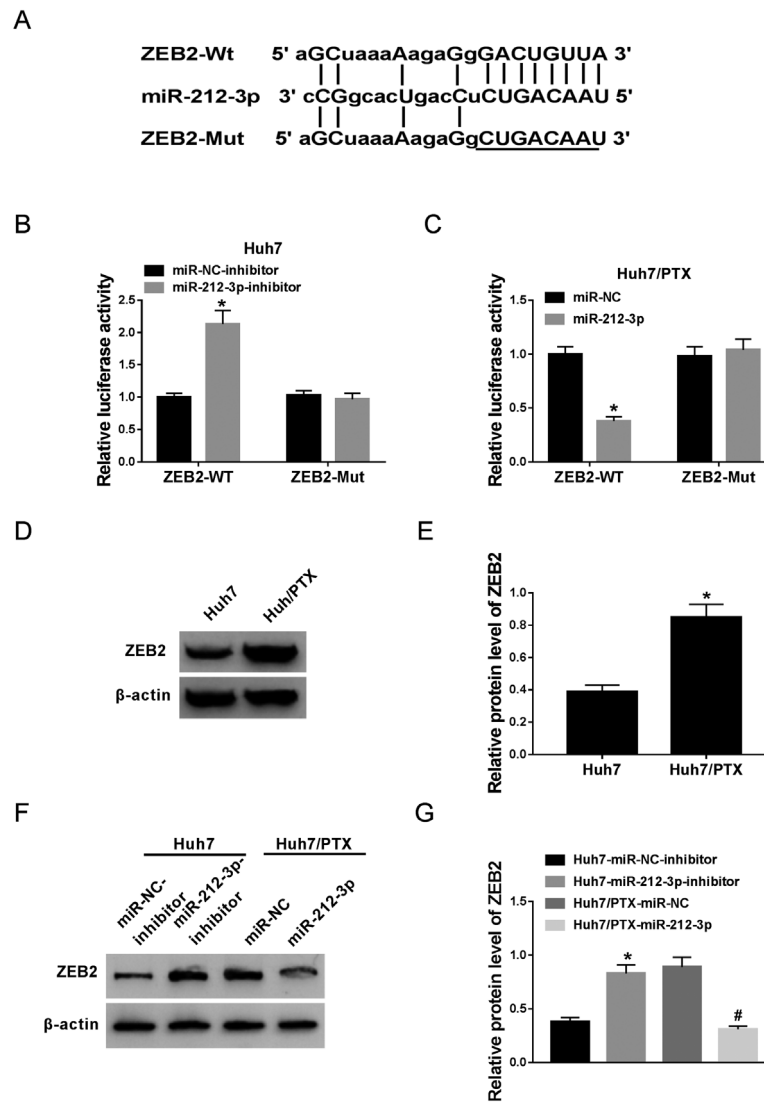 A
ZEB2-Wt 5' aGCuaaaAagaGgGACUGUUA 3'
miR-212-3p 3' cCGgcacUgacCuCUGACAAU 5'
ZEB2-Mut 5' aGCuaaaAagaGgCUGACAAU 3'
B
Huh7
miR-NC-inhibitor
miR-212-3p-inhibitor
Relative luciferase activity
2.5
2.0
1.5
1.0
0.5
0.0
*
ZEB2-WT ZEB2-Mut
C
Huh7/PTX
miR-NC
miR-212-3p
Relative luciferase activity
1.5
1.0
0.5
0.0
*
ZEB2-WT ZEB2-Mut
D
Huh7 Huh/PTX
ZEB2
β-actin
E
Relative protein level of ZEB2
1.0
0.8
0.6
0.4
0.2
0.0
*
Huh7 Huh7/PTX
F
Huh7 Huh7/PTX
miR-NC-
inhibitor
miR-212-3p-
inhibitor
miR-NC
miR-212-3p
ZEB2
β-actin
G
Huh7-miR-NC-inhibitor
Huh7-miR-212-3p-inhibitor
Huh7/PTX-miR-NC
Huh7/PTX-miR-212-3p
Relative protein level of ZEB2
1.5
1.0
0.5
0.0
*
#